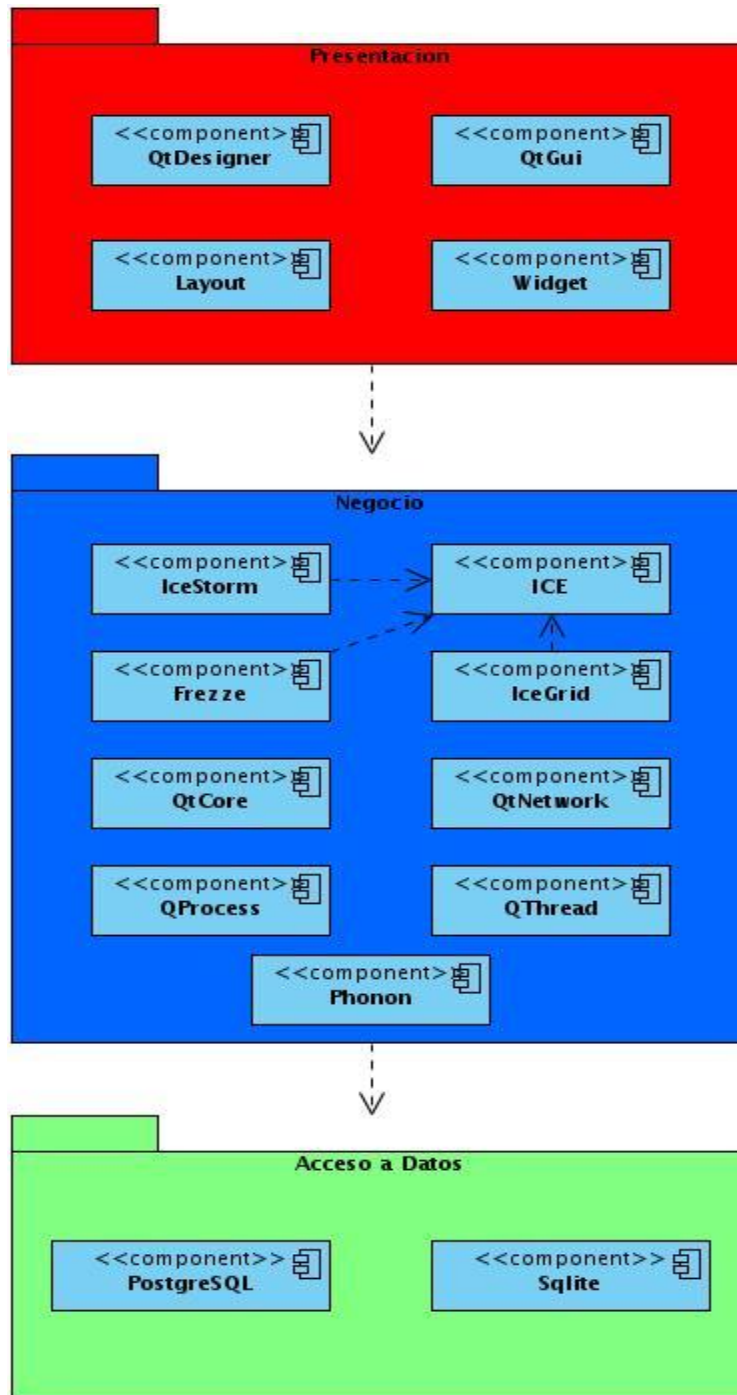 Presentacion
<<component>>
QtDesigner
<<component>>
QtGui
<<component>>
Layout
<<component>>
Widget
Negocio
<<component>>
IceStorm
<<component>>
ICE
<<component>>
Frezze
<<component>>
IceGrid
<<component>>
QtCore
<<component>>
QtNetwork
<<component>>
QProcess
<<component>>
QThread
<<component>>
Phonon
Acceso a Datos
<<component>>
PostgreSQL
<<component>>
Sqlite